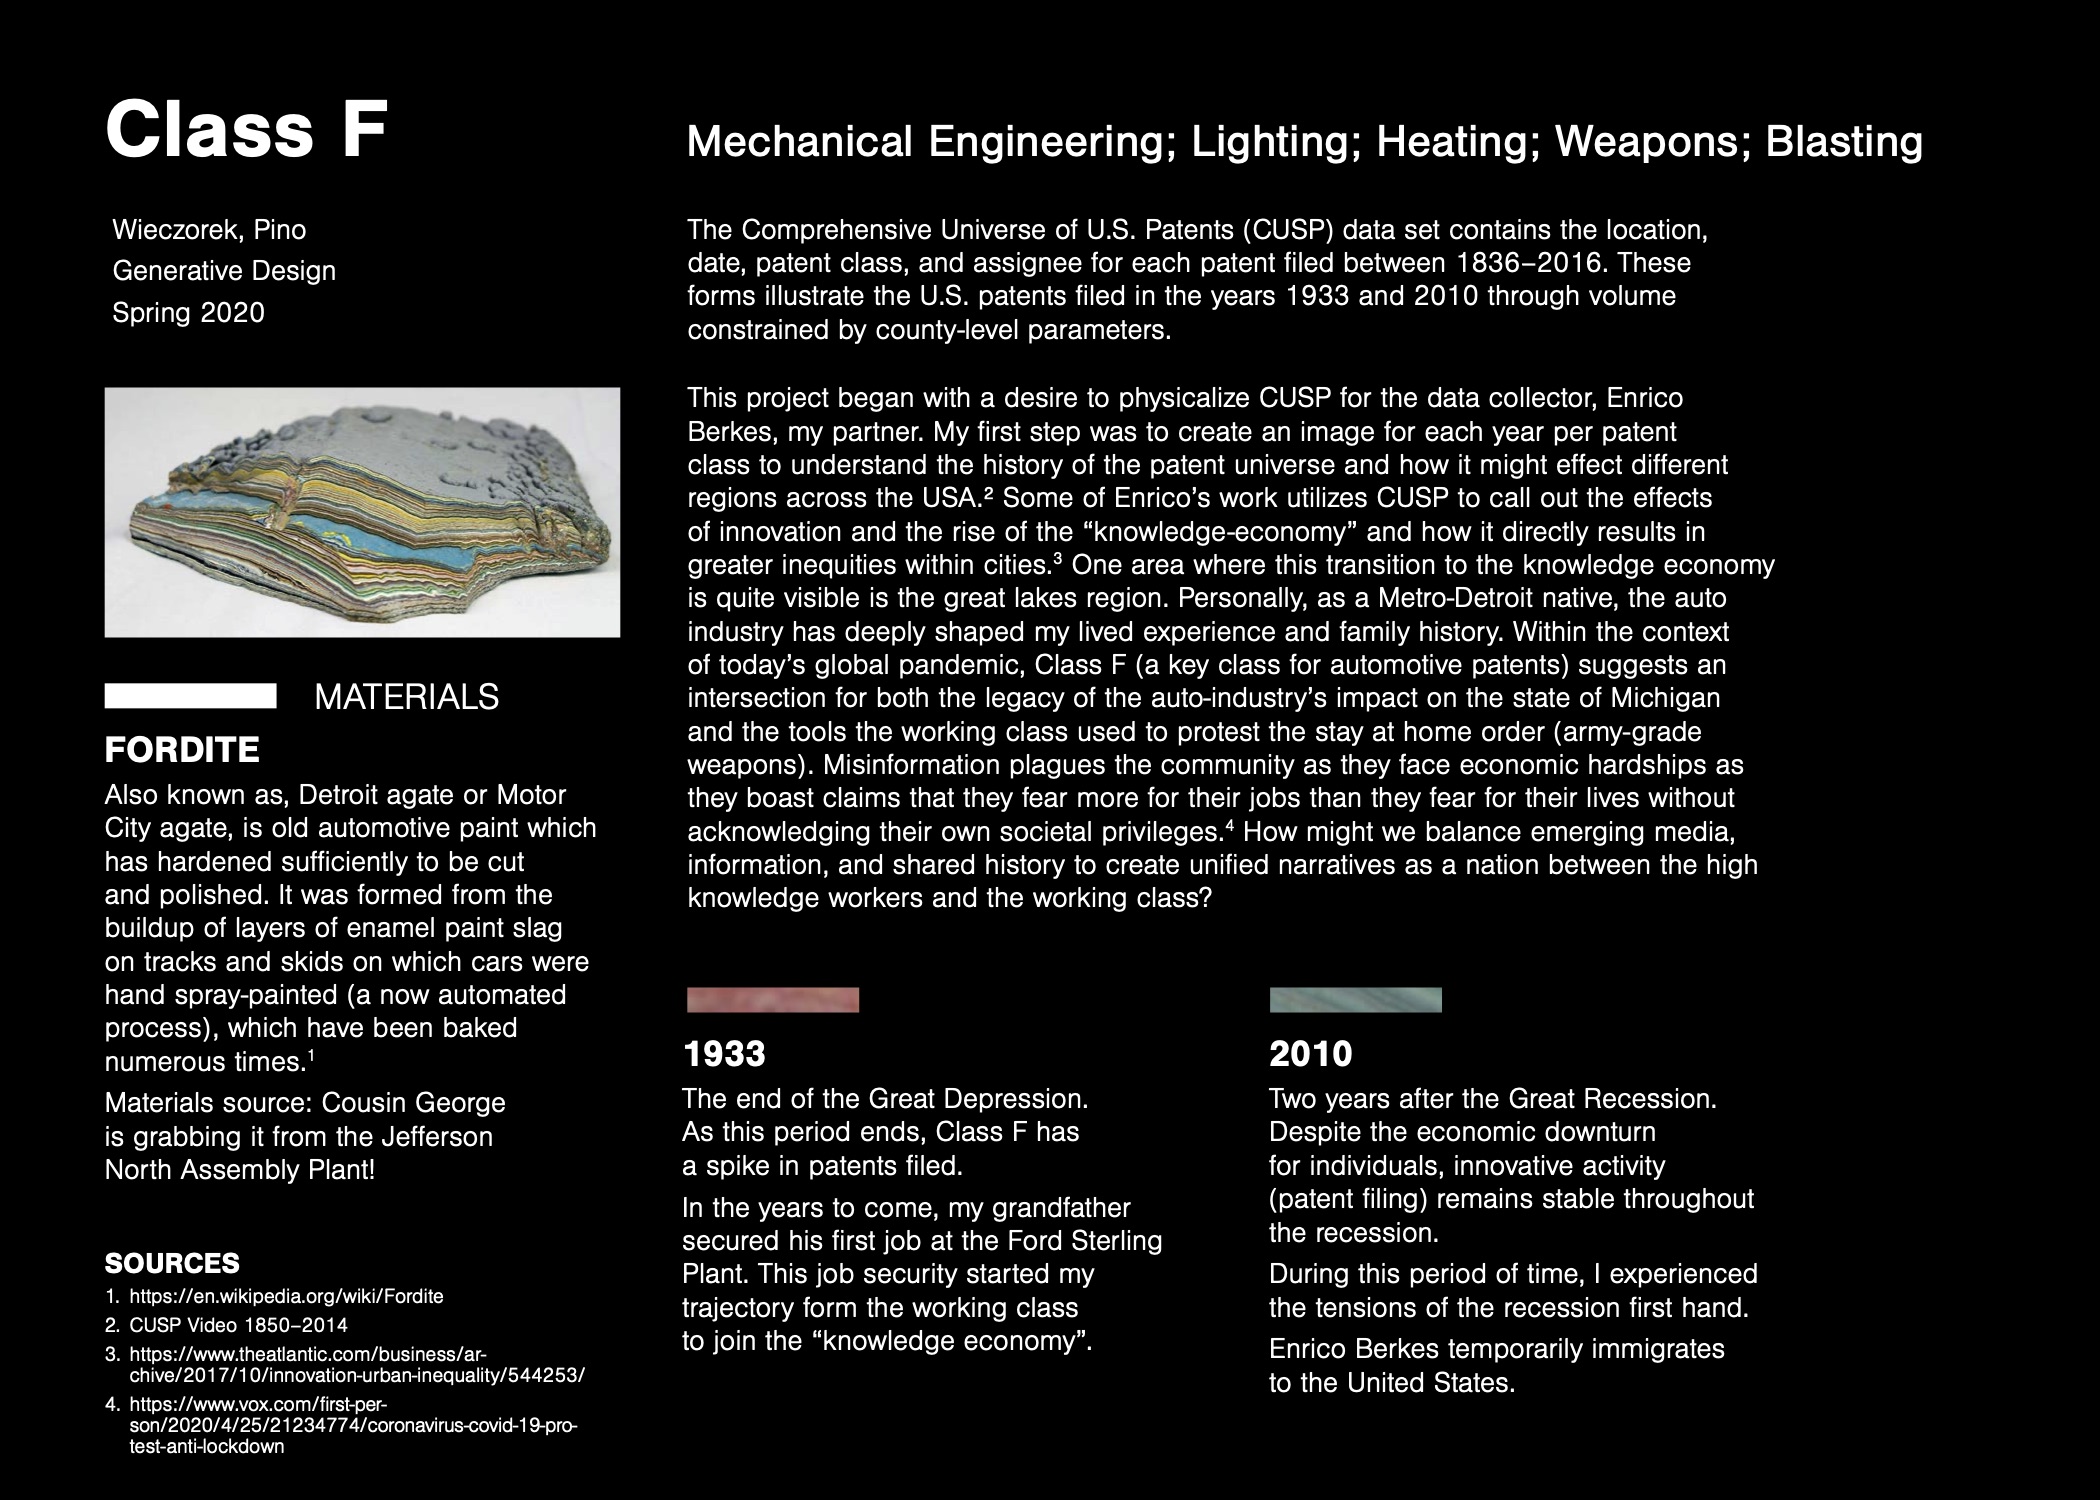 Class F
Mechanical Engineering; Lighting; Heating; Weapons; Blasting
Wieczorek, Pino
Generative Design
Spring 2020
MATERIALS
FORDITE
Also known as, Detroit agate or Motor
City agate, is old automotive paint which
has hardened sufficiently to be cut
and polished. It was formed from the
buildup of layers of enamel paint slag
on tracks and skids on which cars were
hand spray-painted (a now automated
process), which have been baked
numerous times.¹
Materials source: Cousin George
is grabbing it from the Jefferson
North Assembly Plant!
SOURCES
1. https://en.wikipedia.org/wiki/Fordite
2. CUSP Video 1850–2014
3. https://www.theatlantic.com/business/ar-
chive/2017/10/innovation-urban-inequality/544253/
4. https://www.vox.com/first-per-
son/2020/4/25/21234774/coronavirus-covid-19-pro-
test-anti-lockdown
The Comprehensive Universe of U.S. Patents (CUSP) data set contains the location,
date, patent class, and assignee for each patent filed between 1836–2016. These
forms illustrate the U.S. patents filed in the years 1933 and 2010 through volume
constrained by county-level parameters.
This project began with a desire to physicalize CUSP for the data collector, Enrico
Berkes, my partner. My first step was to create an image for each year per patent
class to understand the history of the patent universe and how it might effect different
regions across the USA.² Some of Enrico’s work utilizes CUSP to call out the effects
of innovation and the rise of the “knowledge-economy” and how it directly results in
greater inequities within cities.³ One area where this transition to the knowledge economy
is quite visible is the great lakes region. Personally, as a Metro-Detroit native, the auto
industry has deeply shaped my lived experience and family history. Within the context
of today’s global pandemic, Class F (a key class for automotive patents) suggests an
intersection for both the legacy of the auto-industry’s impact on the state of Michigan
and the tools the working class used to protest the stay at home order (army-grade
weapons). Misinformation plagues the community as they face economic hardships as
they boast claims that they fear more for their jobs than they fear for their lives without
acknowledging their own societal privileges.⁴ How might we balance emerging media,
information, and shared history to create unified narratives as a nation between the high
knowledge workers and the working class?
1933
The end of the Great Depression.
As this period ends, Class F has
a spike in patents filed.
In the years to come, my grandfather
secured his first job at the Ford Sterling
Plant. This job security started my
trajectory form the working class
to join the “knowledge economy”.
2010
Two years after the Great Recession.
Despite the economic downturn
for individuals, innovative activity
(patent filing) remains stable throughout
the recession.
During this period of time, I experienced
the tensions of the recession first hand.
Enrico Berkes temporarily immigrates
to the United States.